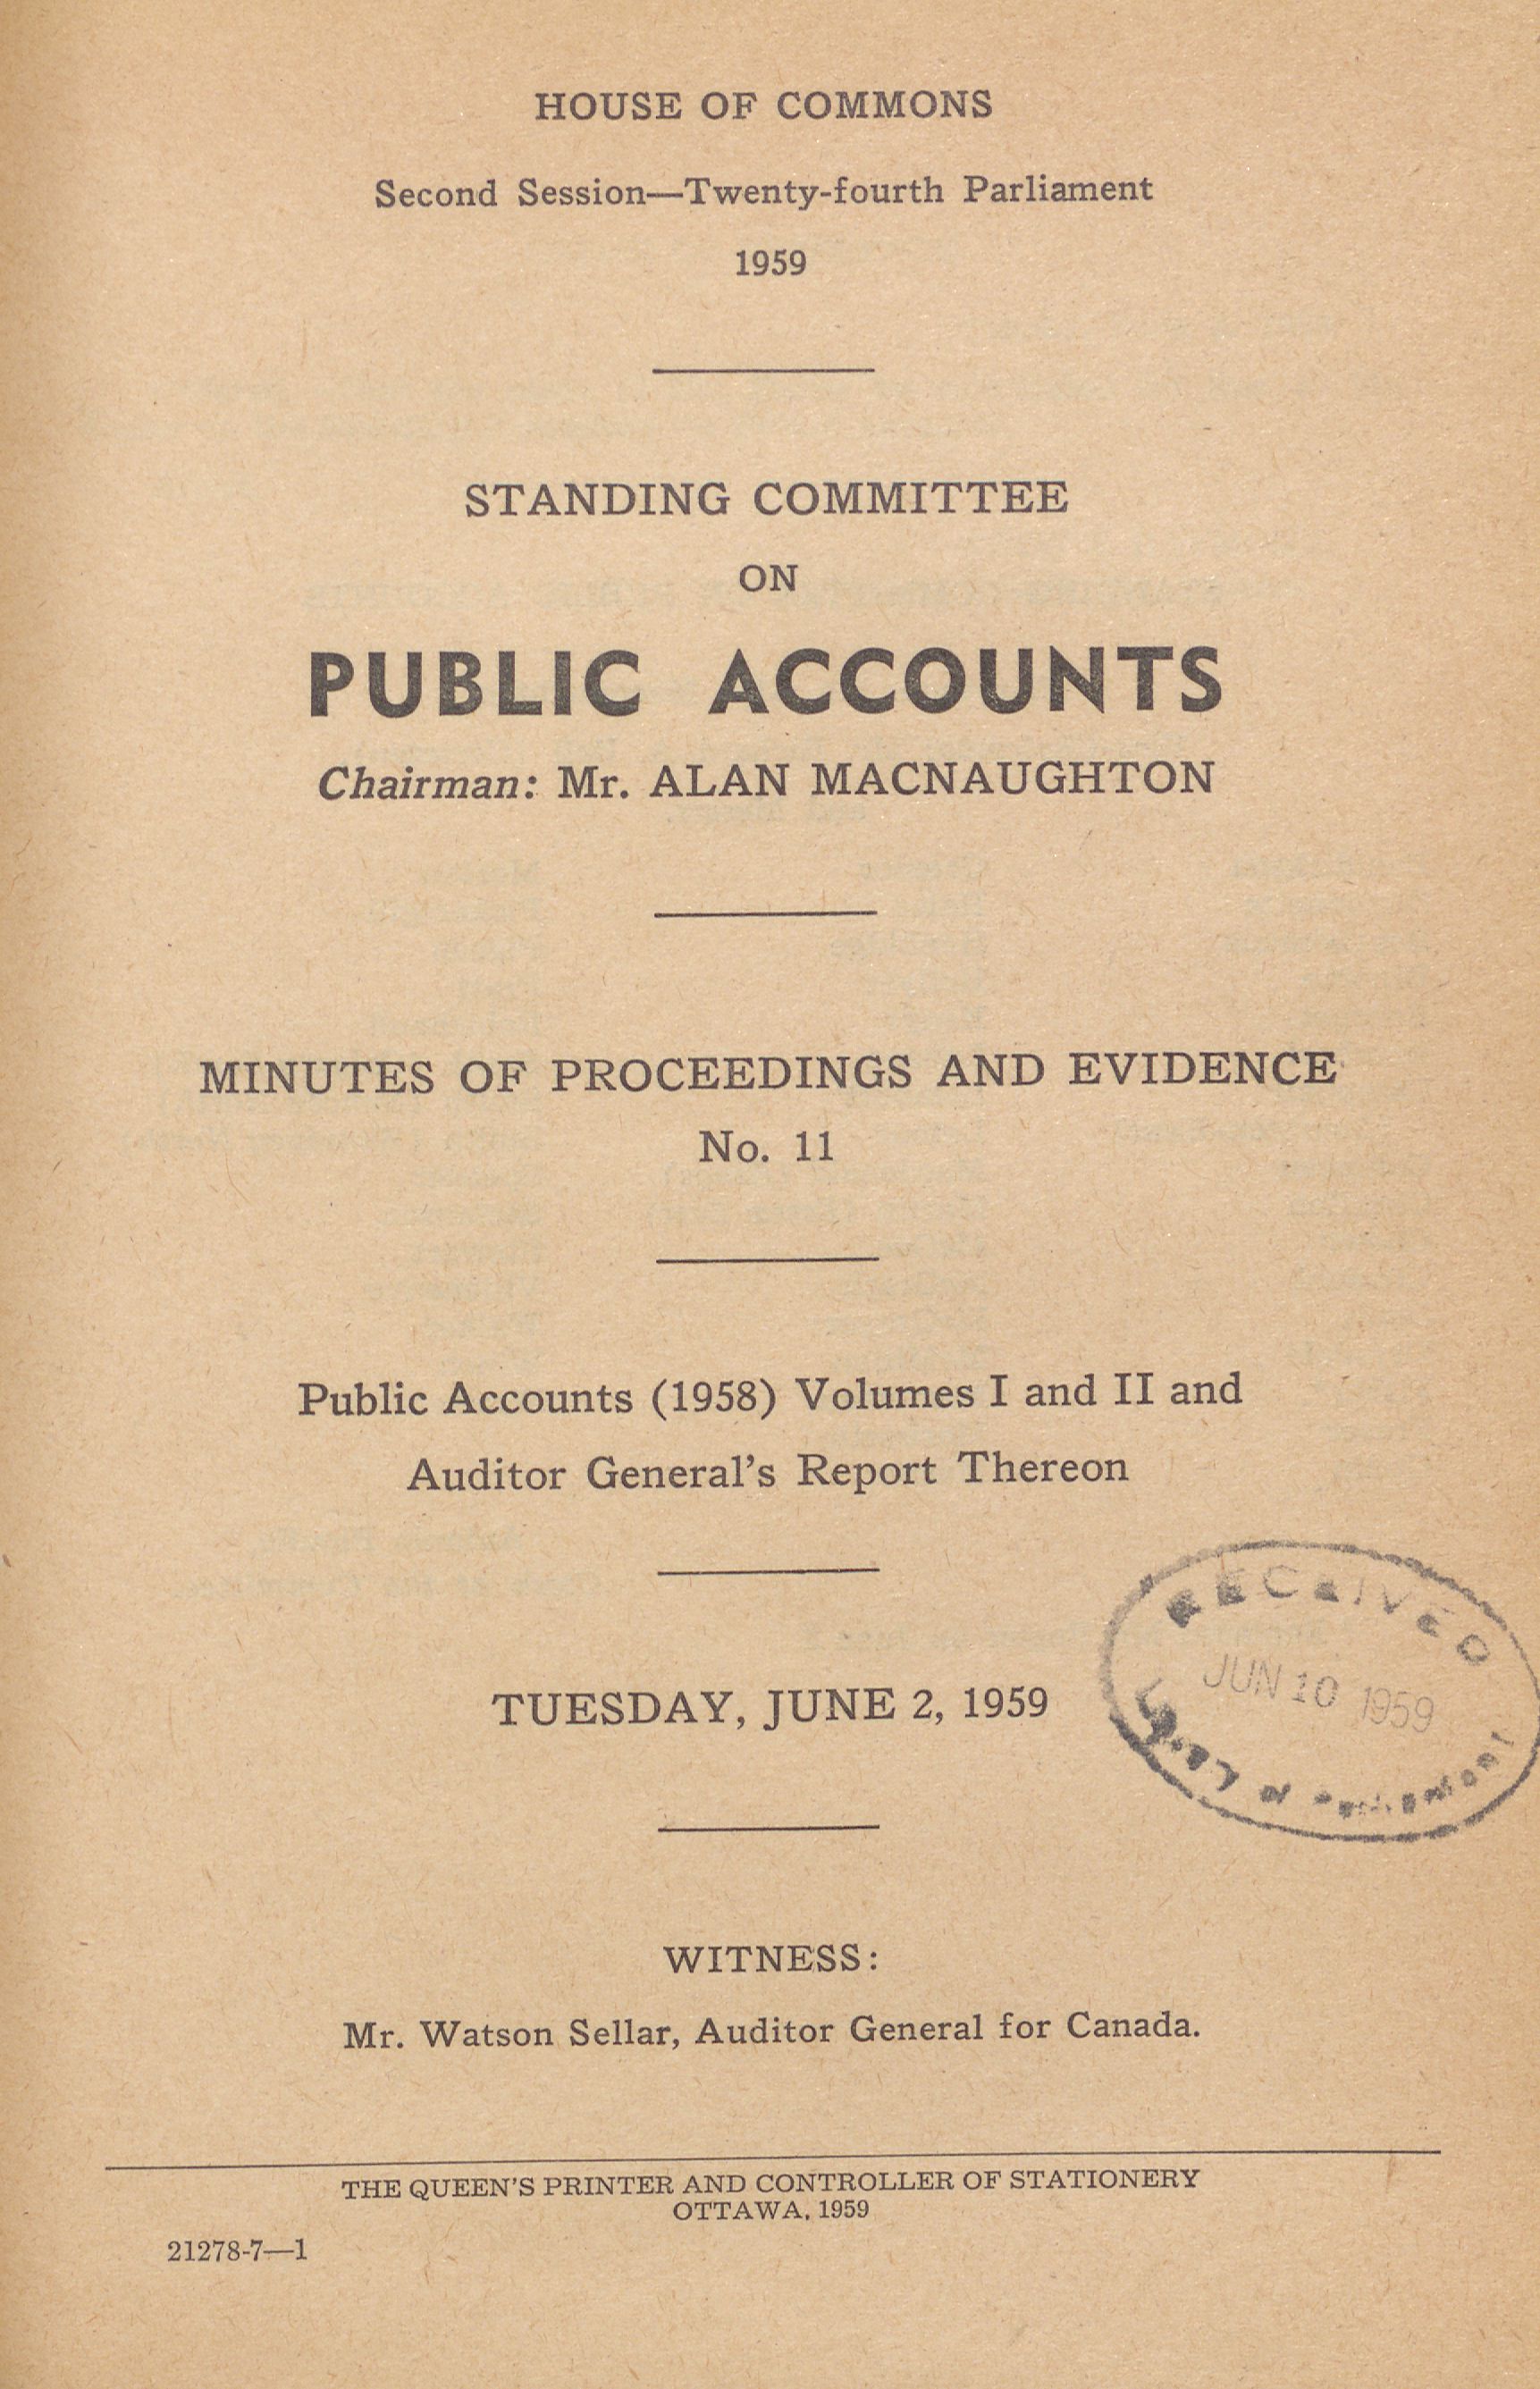 HOUSE OF COMMONS
Second Session—Twenty-fourth Parliament
1959
STANDING COMMITTEE
ON
PUBLIC ACCOUNTS
Chairman: Mr. ALAN MACNAUGHTON
MINUTES OF PROCEEDINGS AND EVIDENCE
No. 11
Public Accounts (1958) Volumes I and II and
Auditor General's Report Thereon
TUESDAY, JUNE 2, 1959
RECEIVED
JUN 10 1959
WITNESS:
Mr. Watson Sellar, Auditor General for Canada.
THE QUEEN'S PRINTER AND CONTROLLER OF STATIONERY
OTTAWA, 1959
21278-7—1